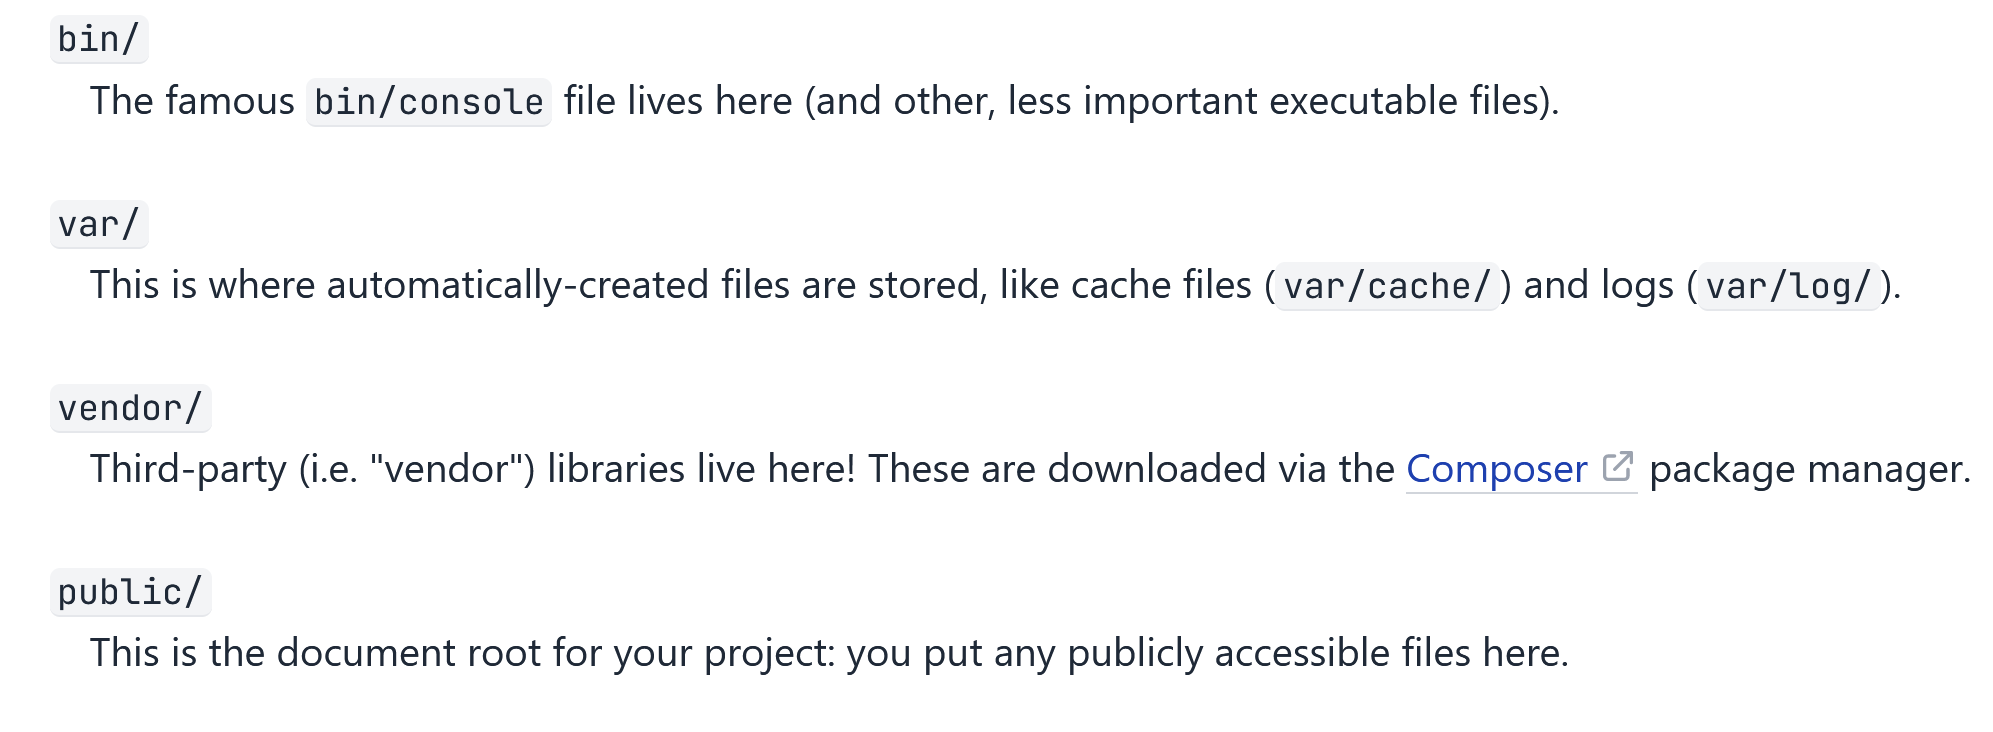 bin/
The famous bin/console file lives here (and other, less important executable files).
var/
This is where automatically-created files are stored, like cache files (var/cache/) and logs (var/log/).
vendor/
Third-party (i.e. "vendor") libraries live here! These are downloaded via the Composer package manager.
public/
This is the document root for your project: you put any publicly accessible files here.